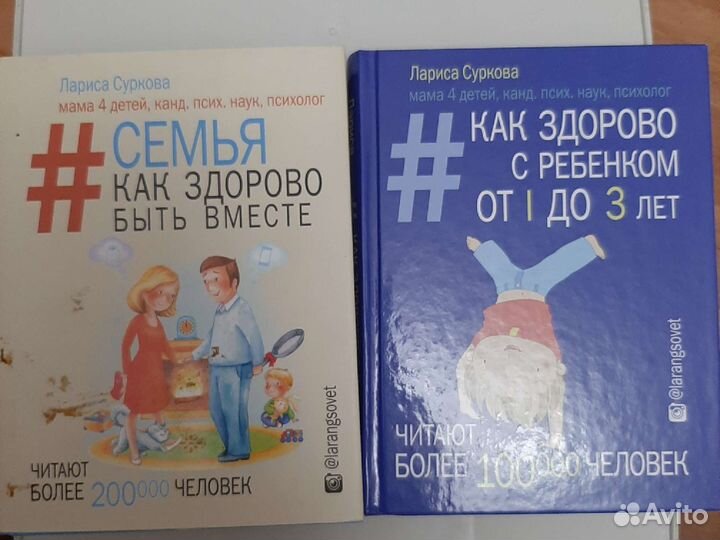 Лариса Суркова
мама 4 детей, канд. псих. наук, психолог
#СЕМЬЯ
КАК ЗДОРОВО
БЫТЬ ВМЕСТЕ
ЧИТАЮТ
БОЛЕЕ 200000 ЧЕЛОВЕК
@larangsovet
Лариса Суркова
мама 4 детей, канд. псих. наук, психолог
#КАК ЗДОРОВО
С РЕБЕНКОМ
ОТ 1 ДО 3 ЛЕТ
ЧИТАЮТ
БОЛЕЕ 100000 ЧЕЛОВЕК
@larangsovet
Avito